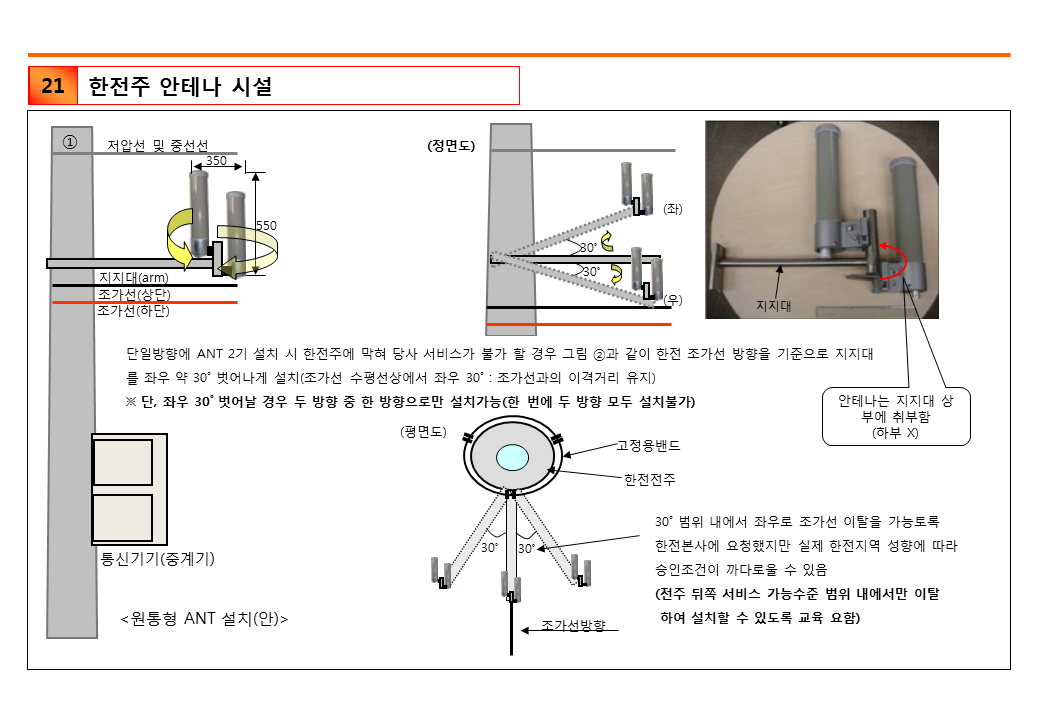 21
한전주 안테나 시설
①
저압선 및 중선선
350
550
지지대(arm)
조가선(상단)
조가선(하단)
(정면도)
(좌)
30˚
30˚
(우)
지지대
안테나는 지지대 상
부에 취부함
(하부 X)
단일방향에 ANT 2기 설치 시 한전주에 막혀 당사 서비스가 불가 할 경우 그림 ②과 같이 한전 조가선 방향을 기준으로 지지대
를 좌우 약 30˚ 벗어나게 설치(조가선 수평선상에서 좌우 30˚ : 조가선과의 이격거리 유지)
※ 단, 좌우 30˚ 벗어날 경우 두 방향 중 한 방향으로만 설치가능(한 번에 두 방향 모두 설치불가)
(평면도)
고정용밴드
한전전주
30˚
30˚
조가선방향
30˚ 범위 내에서 좌우로 조가선 이탈을 가능토록
한전본사에 요청했지만 실제 한전지역 성향에 따라
승인조건이 까다로울 수 있음
(전주 뒤쪽 서비스 가능수준 범위 내에서만 이탈
하여 설치할 수 있도록 교육 요함)
통신기기(중계기)
<원통형 ANT 설치(안)>